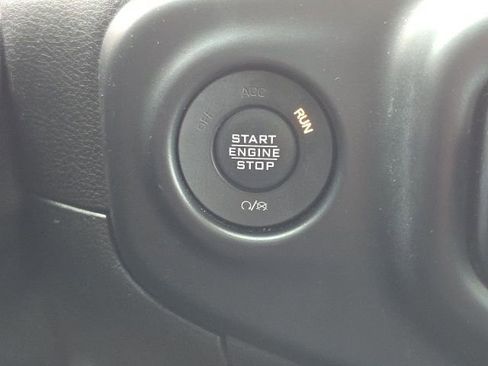 OFF
ACC
RUN
START
ENGINE
STOP